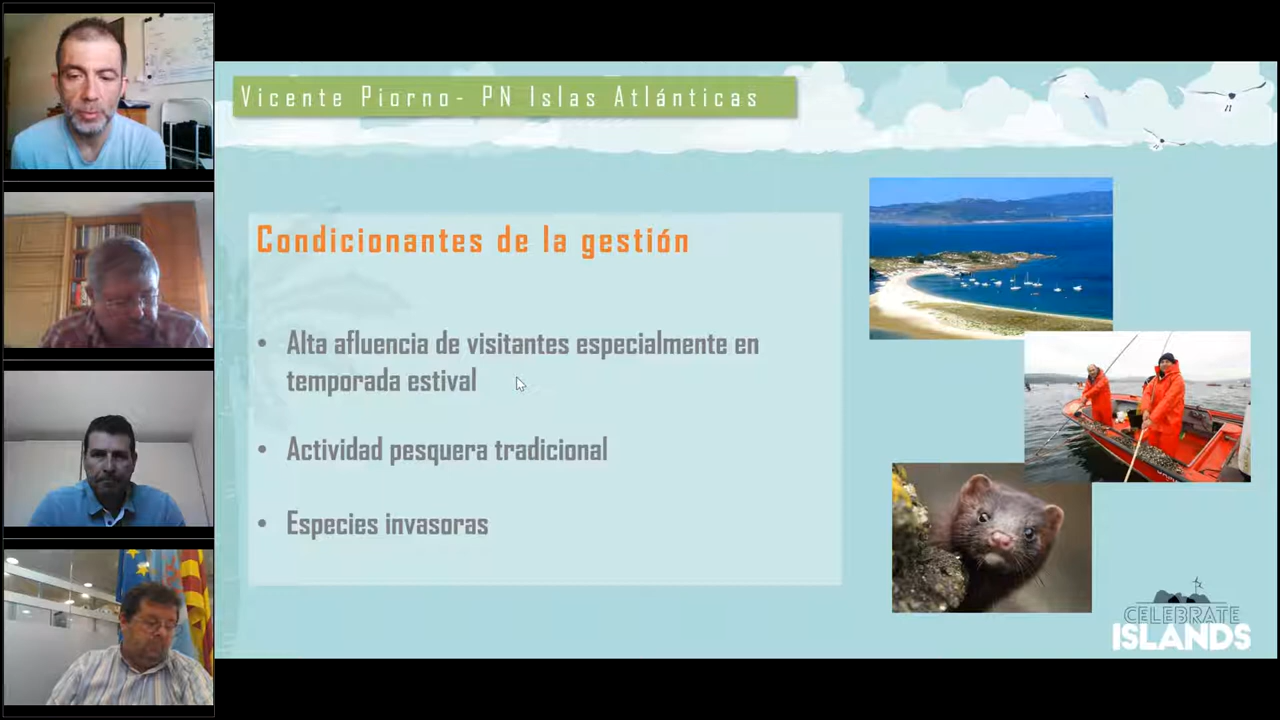 Vicente Piorno- PN Islas Atlánticas
Condicionantes de la gestión
• Alta afluencia de visitantes especialmente en
temporada estival
• Actividad pesquera tradicional
• Especies invasoras
CELEBRATE
ISLANDS